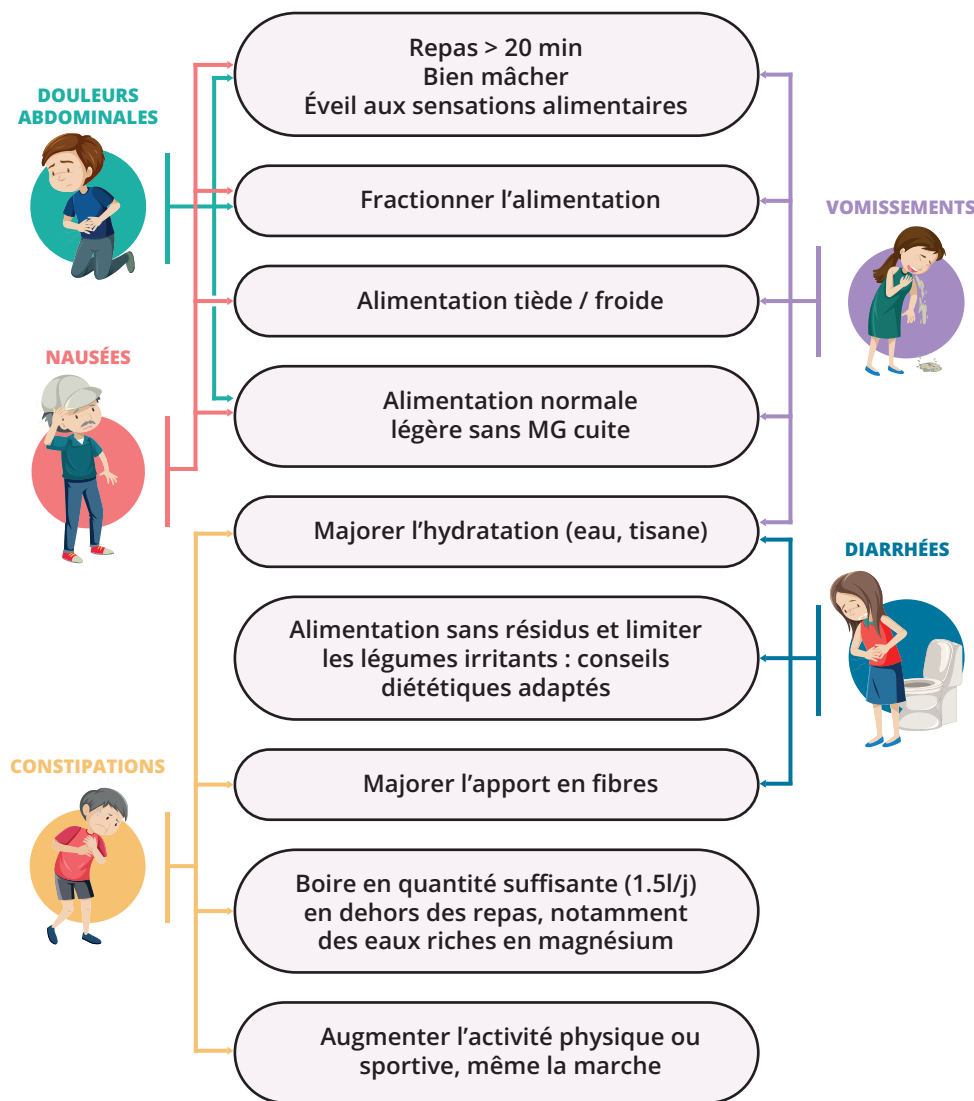 Repas > 20 min
Bien mâcher
Éveil aux sensations alimentaires
DOULEURS
ABDOMINALES
Fractionner l’alimentation
VOMISSEMENTS
Alimentation tiède / froide
NAUSÉES
Alimentation normale
légère sans MG cuite
Majorer l’hydratation (eau, tisane)
DIARRHÉES
Alimentation sans résidus et limiter
les légumes irritants : conseils
diététiques adaptés
CONSTIPATIONS
Majorer l’apport en fibres
Boire en quantité suffisante (1.5l/j)
en dehors des repas, notamment
des eaux riches en magnésium
Augmenter l’activité physique ou
sportive, même la marche